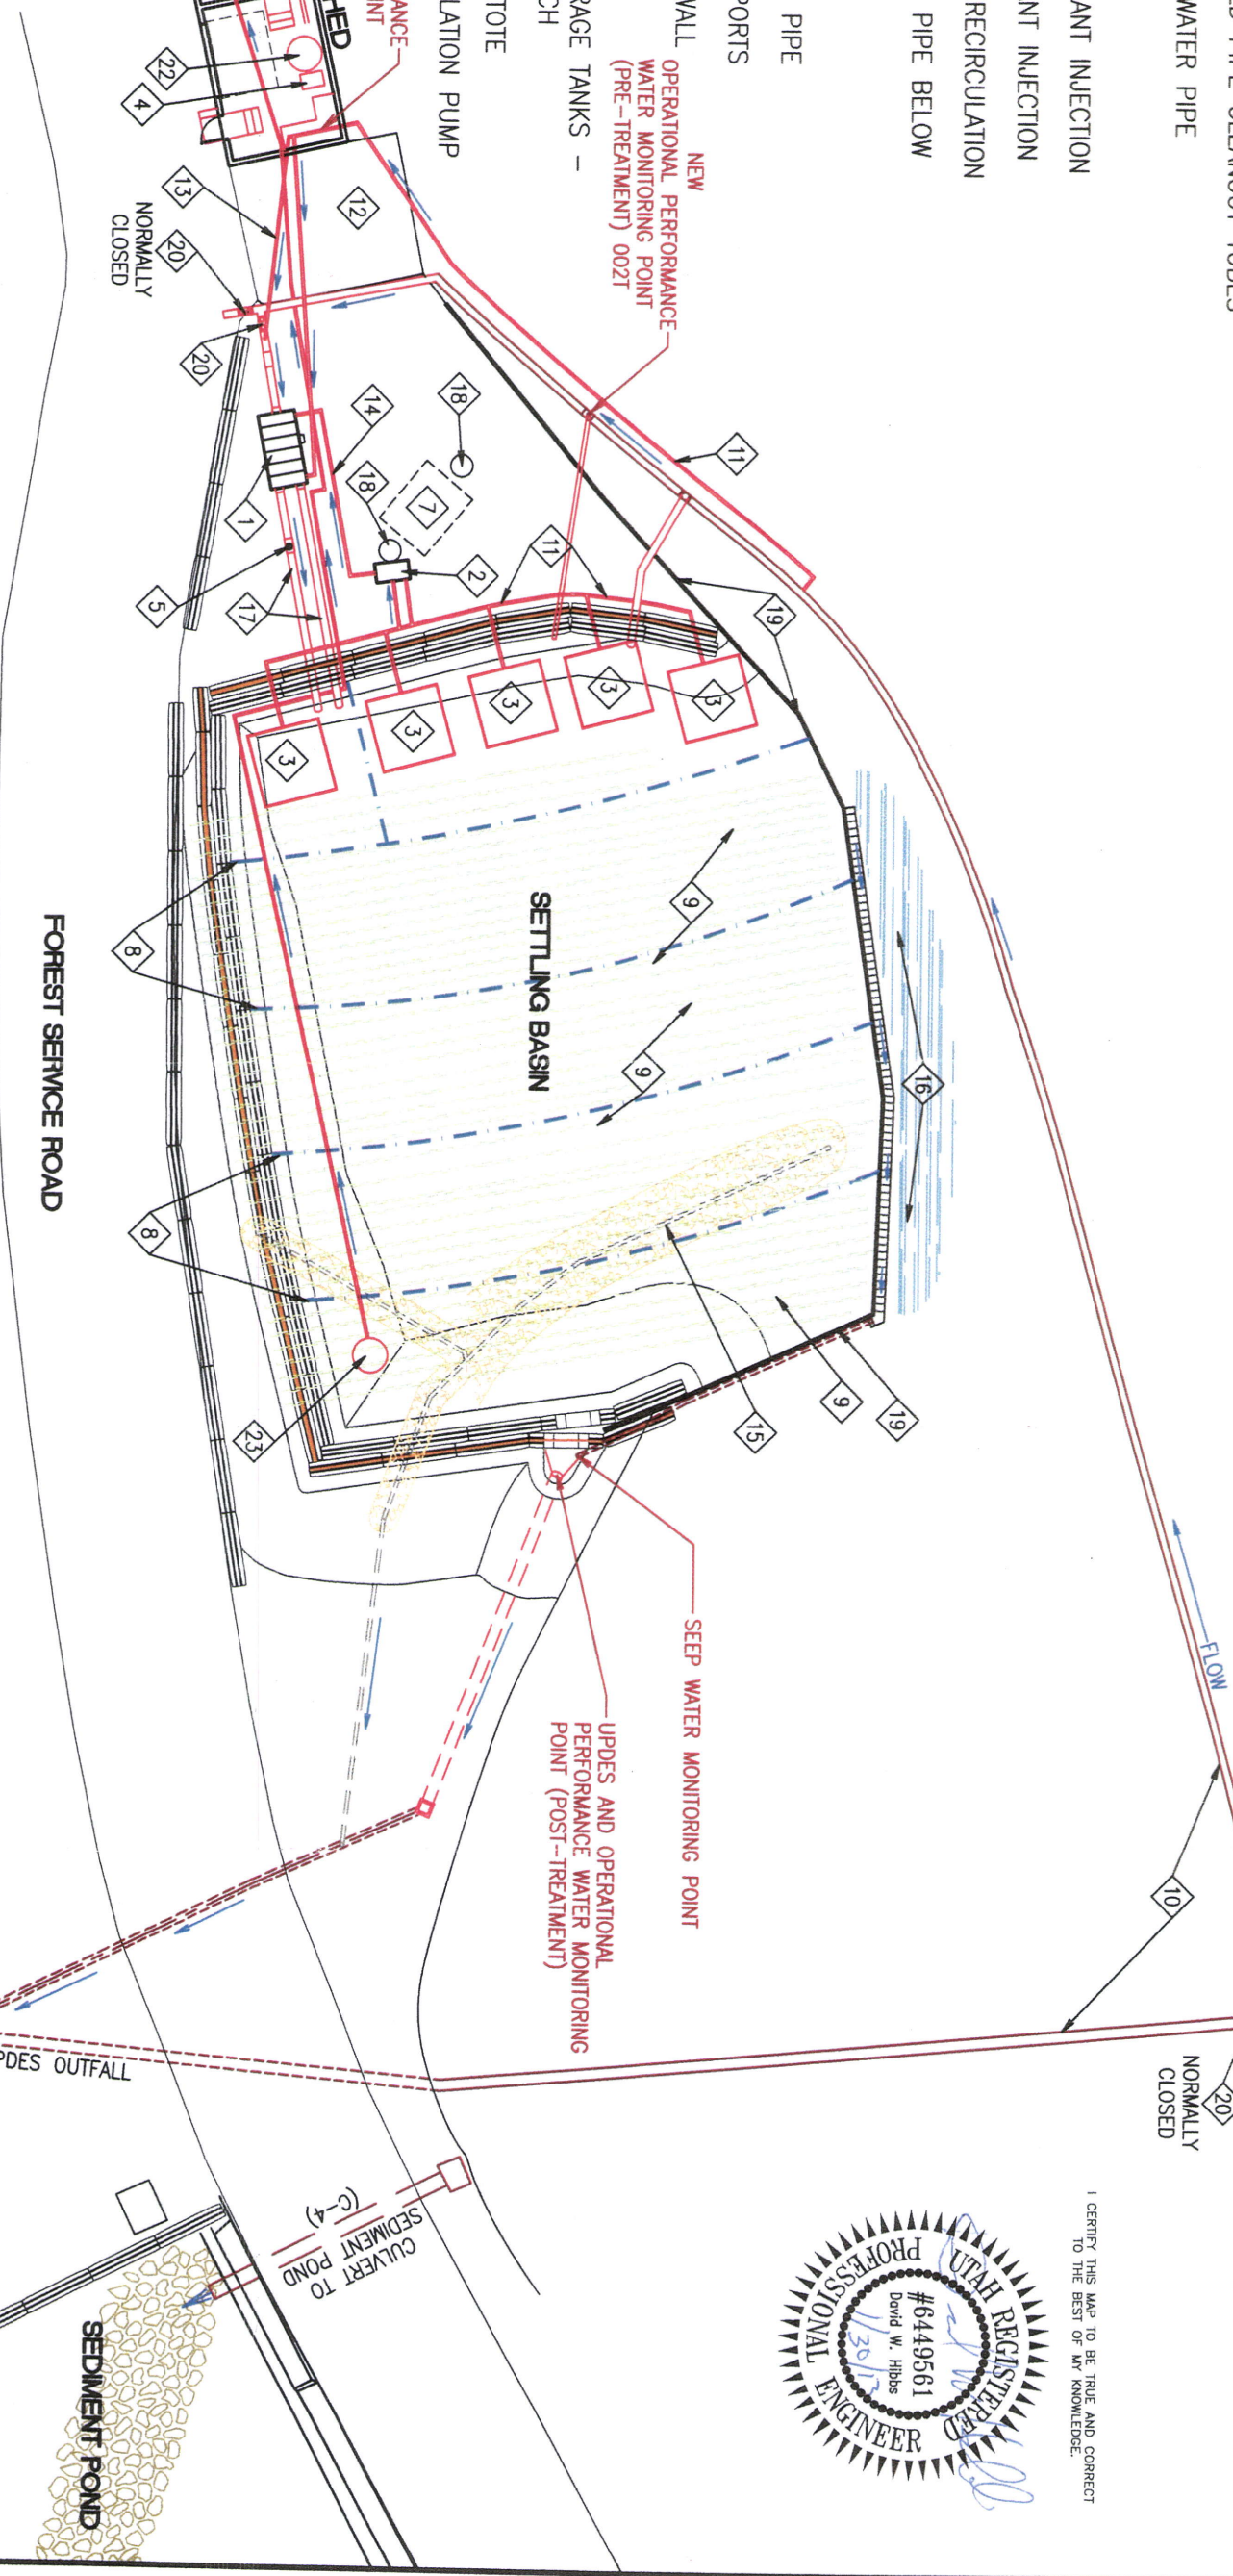 WATER PIPE
ANT INJECTION
NT INJECTION
RECIRCULATION
PIPE BELOW
PIPE
PORTS
WALL
RAGE TANKS –
CH
TOTE
LATION PUMP
ANCE
INT
HED
NEW
OPERATIONAL PERFORMANCE
WATER MONITORING POINT
(PRE-TREATMENT) 002T
22
4
13
20
NORMALLY
CLOSED
20
12
18
14
18
7
11
1
5
17
2
11
19
3
3
3
3
3
SETTLING BASIN
9
9
16
8
8
FOREST SERVICE ROAD
23
15
9
19
SEEP WATER MONITORING POINT
UPDES AND OPERATIONAL
PERFORMANCE WATER MONITORING
POINT (POST-TREATMENT)
FLOW
10
20
NORMALLY
CLOSED
PDES OUTFALL
CULVERT TO
SEDIMENT POND
(C-4)
SEDIMENT POND
I CERTIFY THIS MAP TO BE TRUE AND CORRECT
TO THE BEST OF MY KNOWLEDGE.
UTAH REGISTERED
#6449561
David W. Hibbs
PROFESSIONAL ENGINEER